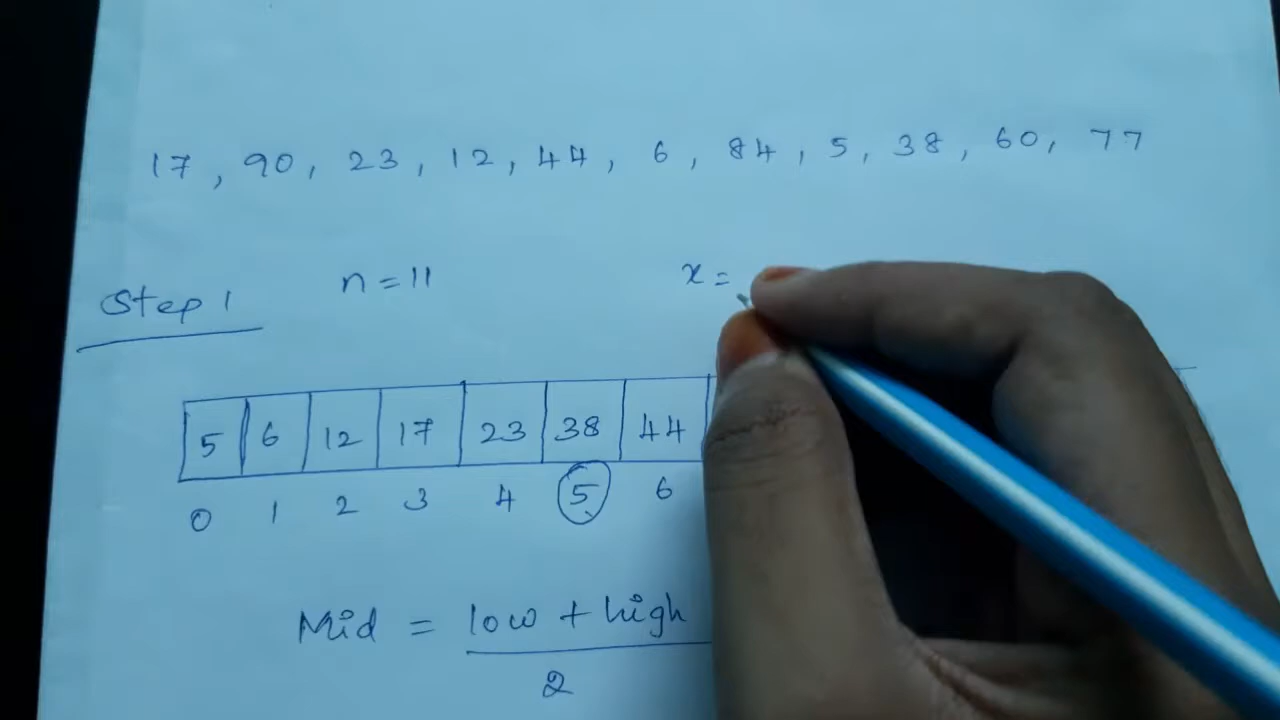 17, 90, 23, 12, 44, 6, 84, 5, 38, 60, 77
n = 11 x =
Step 1
5 6 12 17 23 38 44
0 1 2 3 4 5 6
Mid = low + high
2